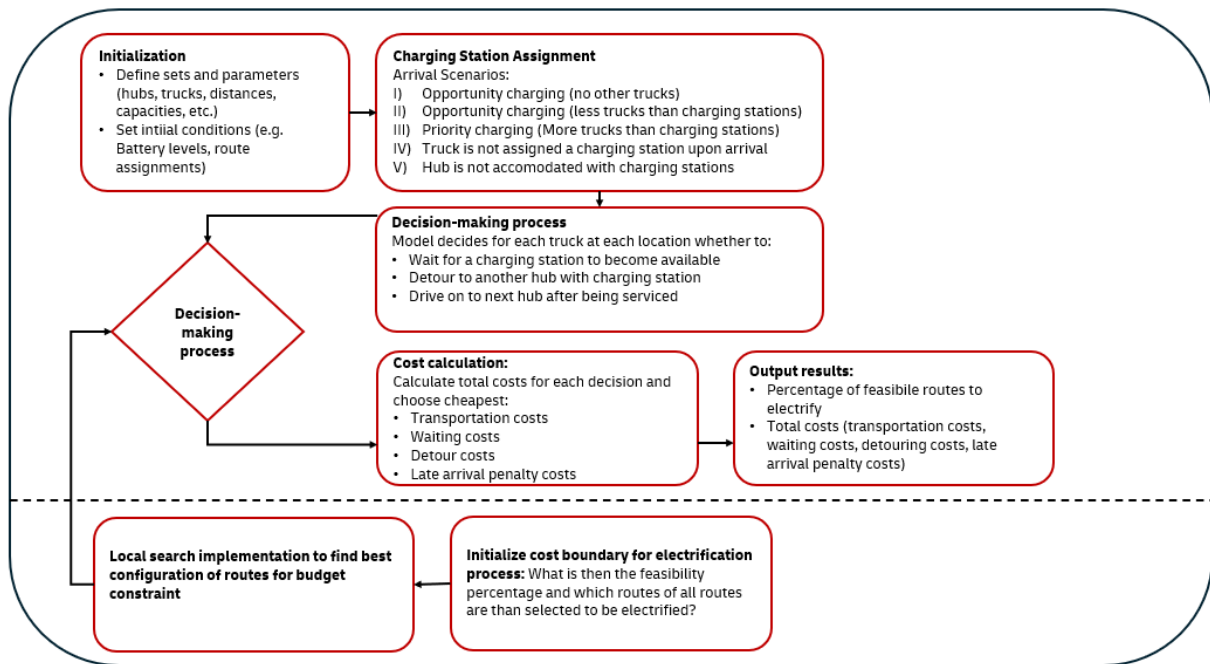 Initialization
• Define sets and parameters
(hubs, trucks, distances,
capacities, etc.)
• Set intiial conditions (e.g.
Battery levels, route
assignments)
Charging Station Assignment
Arrival Scenarios:
I) Opportunity charging (no other trucks)
II) Opportunity charging (less trucks than charging stations)
III) Priority charging (More trucks than charging stations)
IV) Truck is not assigned a charging station upon arrival
V) Hub is not accomodated with charging stations
Decision-making process
Model decides for each truck at each location whether to:
• Wait for a charging station to become available
• Detour to another hub with charging station
• Drive on to next hub after being serviced
Decision-
making
process
Cost calculation:
Calculate total costs for each decision and
choose cheapest:
• Transportation costs
• Waiting costs
• Detour costs
• Late arrival penalty costs
Output results:
• Percentage of feasibile routes to
electrify
• Total costs (transportation costs,
waiting costs, detouring costs, late
arrival penalty costs)
Local search implementation to find best
configuration of routes for budget
constraint
Initialize cost boundary for electrification
process: What is then the feasibility
percentage and which routes of all routes
are than selected to be electrified?